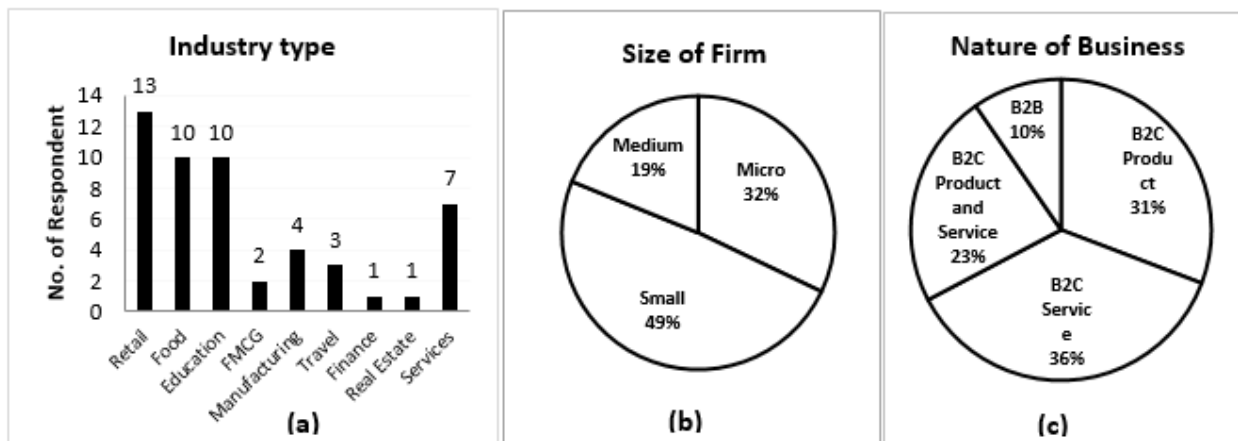 Industry type
No. of Respondent
14
12
10
8
6
4
2
0
13
10
10
2
4
3
1
1
7
Retail
Food
Education
FMCG
Manufacturing
Travel
Finance
Real Estate
Services
(a)
Size of Firm
Medium
19%
Micro
32%
Small
49%
(b)
Nature of Business
B2B
10%
B2C
Produ
ct
31%
B2C
Product
and
Service
23%
B2C
Servic
e
36%
(c)